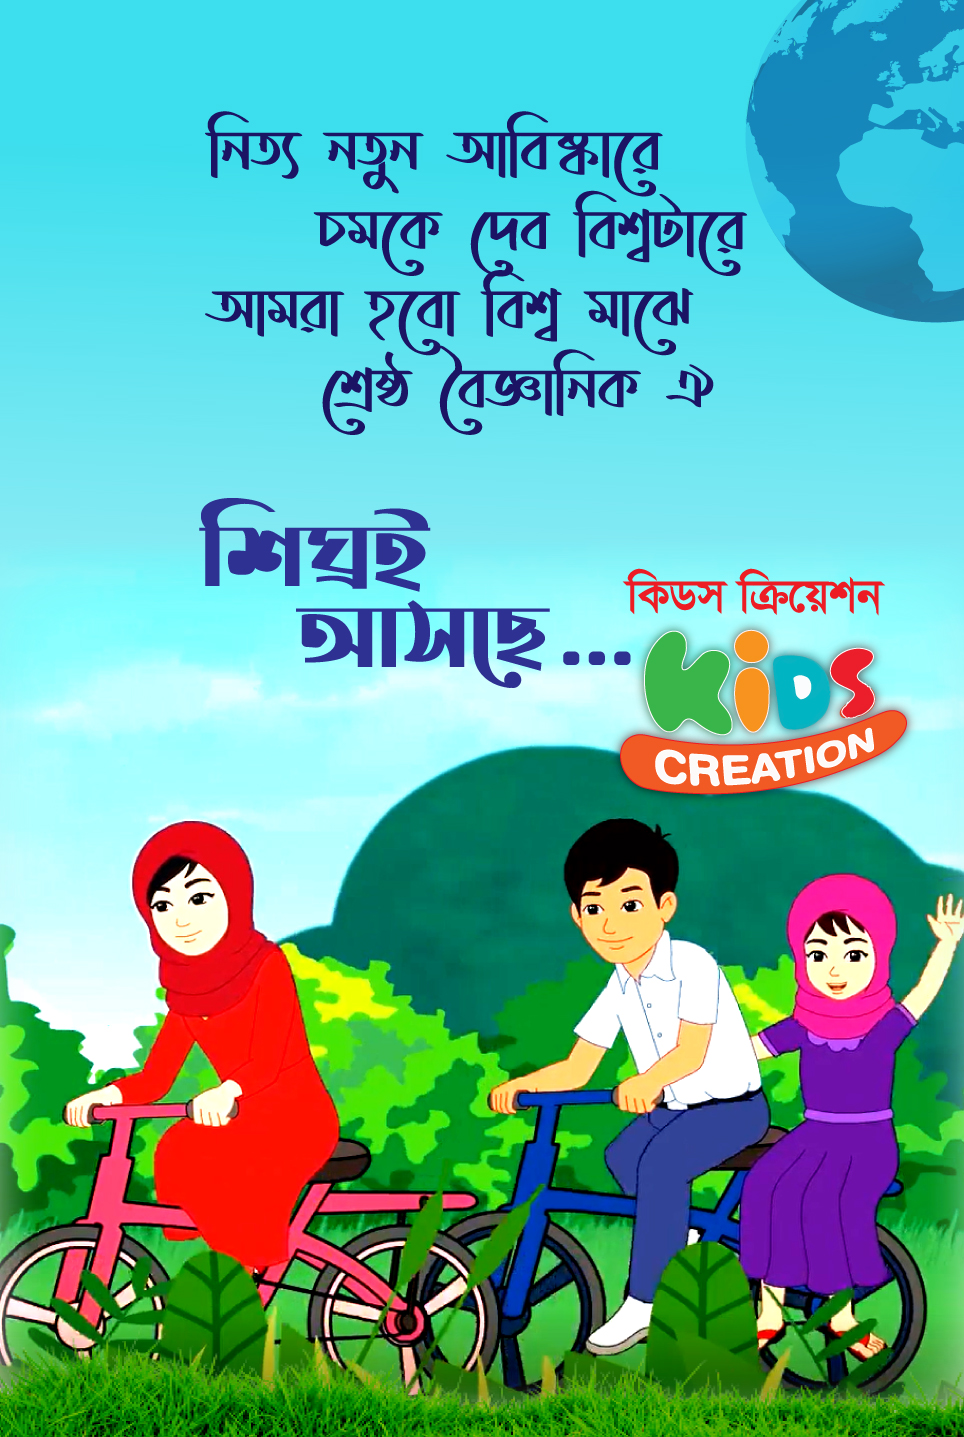 নিত্য নতুন আবিস্কারে
চমকে দেব বিশ্বটারে
আমরা হবো বিশ্ব মাঝে
শ্রেষ্ঠ বৈজ্ঞানিক ঐ
শিঘ্রই
আসছে...
কিডস ক্রিয়েশন
KiDS
CREATION